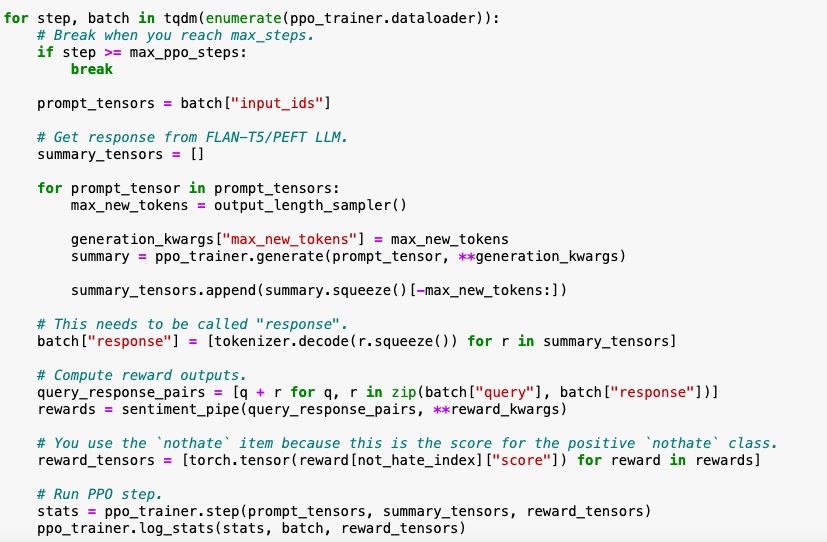 for step, batch in tqdm(enumerate(ppo_trainer.dataloader)):
    # Break when you reach max_steps.
    if step >= max_ppo_steps:
        break

    prompt_tensors = batch["input_ids"]

    # Get response from FLAN-T5/PEFT LLM.
    summary_tensors = []

    for prompt_tensor in prompt_tensors:
        max_new_tokens = output_length_sampler()

        generation_kwargs["max_new_tokens"] = max_new_tokens
        summary = ppo_trainer.generate(prompt_tensor, **generation_kwargs)

        summary_tensors.append(summary.squeeze()[-max_new_tokens:])

    # This needs to be called "response".
    batch["response"] = [tokenizer.decode(r.squeeze()) for r in summary_tensors]

    # Compute reward outputs.
    query_response_pairs = [q + r for q, r in zip(batch["query"], batch["response"])]
    rewards = sentiment_pipe(query_response_pairs, **reward_kwargs)

    # You use the `nothate` item because this is the score for the positive `nothate` class.
    reward_tensors = [torch.tensor(reward[not_hate_index]["score"]) for reward in rewards]

    # Run PPO step.
    stats = ppo_trainer.step(prompt_tensors, summary_tensors, reward_tensors)
    ppo_trainer.log_stats(stats, batch, reward_tensors)